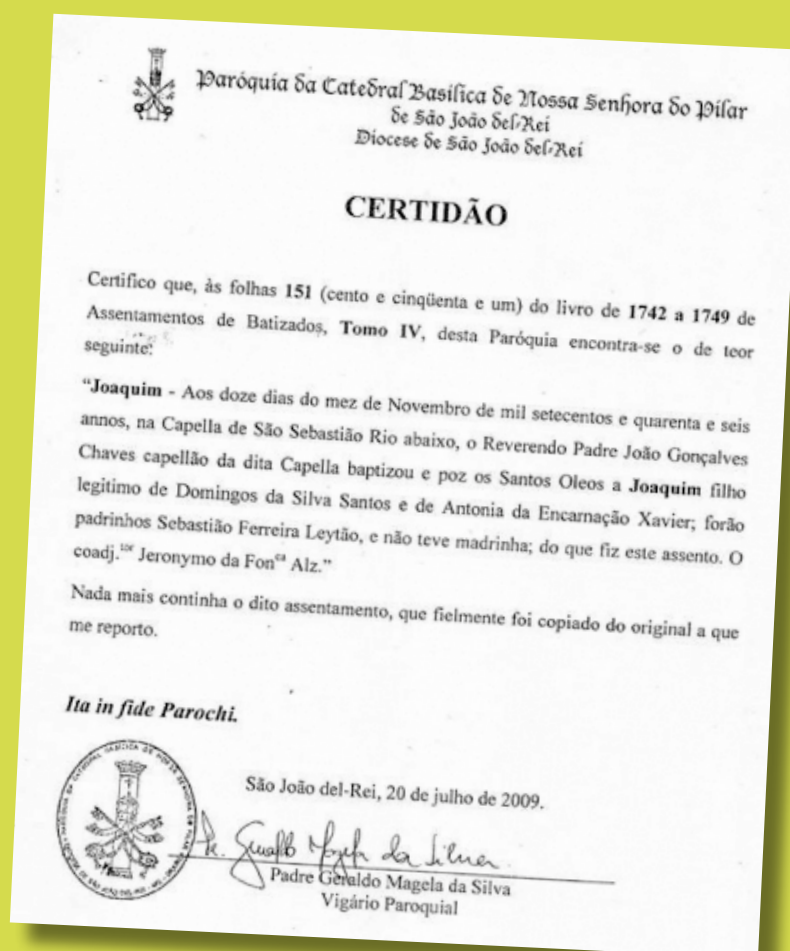 Paróquia da Catedral Basílica de Nossa Senhora do Pilar
de São João del-Rei
Diocese de São João del-Rei
CERTIDÃO
Certifico que, às folhas 151 (cento e cinqüenta e um) do livro de 1742 a 1749 de
Assentamentos de Batizados, Tomo IV, desta Paróquia encontra-se o de teor
seguinte:
“Joaquim - Aos doze dias do mez de Novembro de mil setecentos e quarenta e seis
annos, na Capella de São Sebastião Rio abaixo, o Reverendo Padre João Gonçalves
Chaves capellão da dita Capella baptizou e poz os Santos Oleos a Joaquim filho
legitimo de Domingos da Silva Santos e de Antonia da Encarnação Xavier; forão
padrinhos Sebastião Ferreira Leytão, e não teve madrinha; do que fiz este assento. O
coadj.tor Jeronymo da Fonca Alz.”
Nada mais continha o dito assentamento, que fielmente foi copiado do original a que
me reporto.
Ita in fide Parochi.
São João del-Rei, 20 de julho de 2009.
Pe. Geraldo Magela da Silva
Padre Geraldo Magela da Silva
Vigário Paroquial